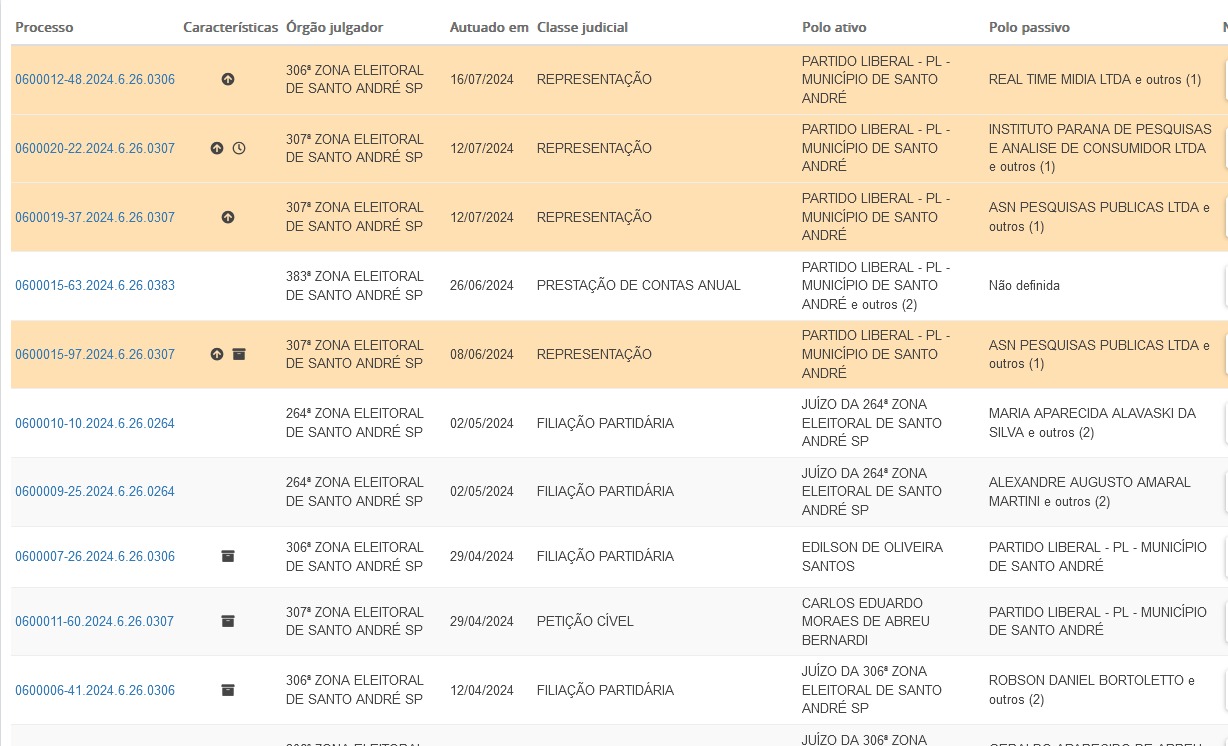 Processo Características Órgão julgador Autuado em Classe judicial Polo ativo Polo passivo
0600012-48.2024.6.26.0306
306ª ZONA ELEITORAL
DE SANTO ANDRÉ SP
16/07/2024
REPRESENTAÇÃO
PARTIDO LIBERAL - PL -
MUNICÍPIO DE SANTO
ANDRÉ
REAL TIME MIDIA LTDA e outros (1)
0600020-22.2024.6.26.0307
307ª ZONA ELEITORAL
DE SANTO ANDRÉ SP
12/07/2024
REPRESENTAÇÃO
PARTIDO LIBERAL - PL -
MUNICÍPIO DE SANTO
ANDRÉ
INSTITUTO PARANA DE PESQUISAS
E ANALISE DE CONSUMIDOR LTDA
e outros (1)
0600019-37.2024.6.26.0307
307ª ZONA ELEITORAL
DE SANTO ANDRÉ SP
12/07/2024
REPRESENTAÇÃO
PARTIDO LIBERAL - PL -
MUNICÍPIO DE SANTO
ANDRÉ
ASN PESQUISAS PUBLICAS LTDA e
outros (1)
0600015-63.2024.6.26.0383
383ª ZONA ELEITORAL
DE SANTO ANDRÉ SP
26/06/2024
PRESTAÇÃO DE CONTAS ANUAL
PARTIDO LIBERAL - PL -
MUNICÍPIO DE SANTO
ANDRÉ e outros (2)
Não definida
0600015-97.2024.6.26.0307
307ª ZONA ELEITORAL
DE SANTO ANDRÉ SP
08/06/2024
REPRESENTAÇÃO
PARTIDO LIBERAL - PL -
MUNICÍPIO DE SANTO
ANDRÉ
ASN PESQUISAS PUBLICAS LTDA e
outros (1)
0600010-10.2024.6.26.0264
264ª ZONA ELEITORAL
DE SANTO ANDRÉ SP
02/05/2024
FILIAÇÃO PARTIDÁRIA
JUÍZO DA 264ª ZONA
ELEITORAL DE SANTO
ANDRÉ SP
MARIA APARECIDA ALAVASKI DA
SILVA e outros (2)
0600009-25.2024.6.26.0264
264ª ZONA ELEITORAL
DE SANTO ANDRÉ SP
02/05/2024
FILIAÇÃO PARTIDÁRIA
JUÍZO DA 264ª ZONA
ELEITORAL DE SANTO
ANDRÉ SP
ALEXANDRE AUGUSTO AMARAL
MARTINI e outros (2)
0600007-26.2024.6.26.0306
306ª ZONA ELEITORAL
DE SANTO ANDRÉ SP
29/04/2024
FILIAÇÃO PARTIDÁRIA
EDILSON DE OLIVEIRA
SANTOS
PARTIDO LIBERAL - PL - MUNICÍPIO
DE SANTO ANDRÉ
0600011-60.2024.6.26.0307
307ª ZONA ELEITORAL
DE SANTO ANDRÉ SP
29/04/2024
PETIÇÃO CÍVEL
CARLOS EDUARDO
MORAES DE ABREU
BERNARDI
PARTIDO LIBERAL - PL - MUNICÍPIO
DE SANTO ANDRÉ
0600006-41.2024.6.26.0306
306ª ZONA ELEITORAL
DE SANTO ANDRÉ SP
12/04/2024
FILIAÇÃO PARTIDÁRIA
JUÍZO DA 306ª ZONA
ELEITORAL DE SANTO
ANDRÉ SP
ROBSON DANIEL BORTOLETTO e
outros (2)
JUÍZO DA 306ª ZONA